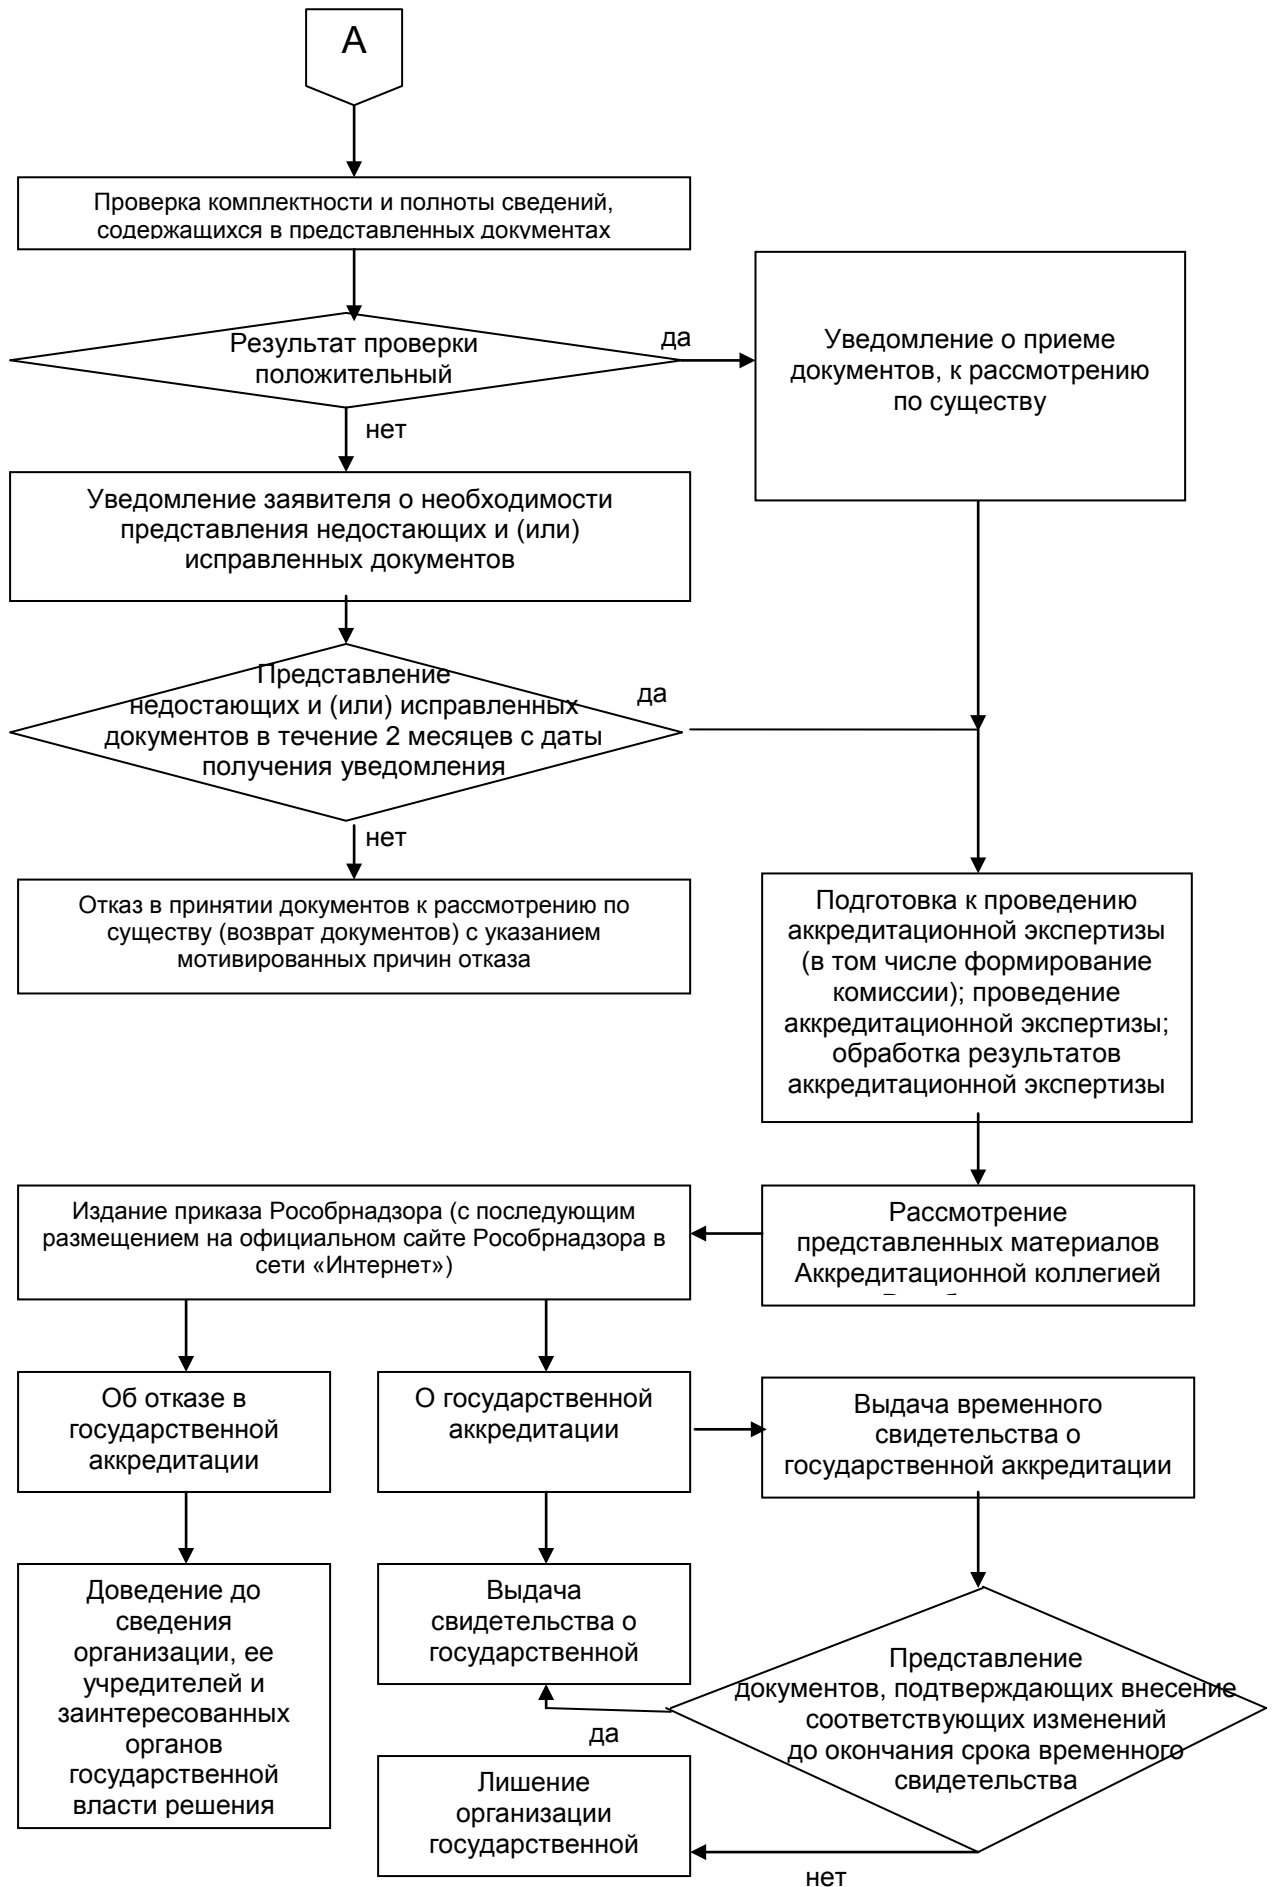 А
Проверка комплектности и полноты сведений,
содержащихся в представленных документах
Результат проверки
положительный
да
Уведомление о приеме
документов, к рассмотрению
по существу
нет
Уведомление заявителя о необходимости
представления недостающих и (или)
исправленных документов
Представление
недостающих и (или) исправленных
документов в течение 2 месяцев с даты
получения уведомления
да
нет
Отказ в принятии документов к рассмотрению по
существу (возврат документов) с указанием
мотивированных причин отказа
Подготовка к проведению
аккредитационной экспертизы
(в том числе формирование
комиссии); проведение
аккредитационной экспертизы;
обработка результатов
аккредитационной экспертизы
Издание приказа Рособрнадзора (с последующим
размещением на официальном сайте Рособрнадзора в
сети «Интернет»)
Рассмотрение
представленных материалов
Аккредитационной коллегией
Об отказе в
государственной
аккредитации
О государственной
аккредитации
Выдача временного
свидетельства о
государственной аккредитации
Доведение до
сведения
организации, ее
учредителей и
заинтересованных
органов
государственной
власти решения
Выдача
свидетельства о
государственной
Представление
документов, подтверждающих внесение
соответствующих изменений
до окончания срока временного
свидетельства
да
Лишение
организации
государственной
нет